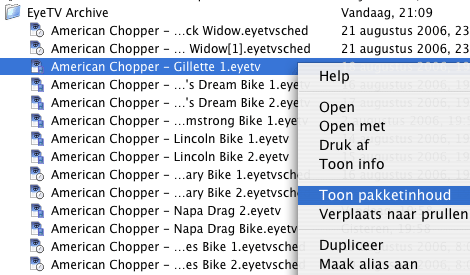 EyeTV Archive Vandaag, 21:09
American Chopper – ...ck Widow.eyetvsched 21 augustus 2006, 23
American Chopper – ... Widow[1].eyetvsched 21 augustus 2006, 23
American Chopper – Gillette 1.eyetv
American Chopper – ...'s Dream Bike 1.eye
American Chopper – ...'s Dream Bike 2.eye
American Chopper – ...mstrong Bike 1.eyet
American Chopper – Lincoln Bike 1.eyetv
American Chopper – Lincoln Bike 2.eyetv
American Chopper – ...ary Bike 1.eyetvsche
American Chopper – ...ary Bike 2.eyetvsche
American Chopper – Napa Drag 2.eyetv
American Chopper – Napa Drag Bike.eyetv
American Chopper – ...es Bike 1.eyetvsched
American Chopper – ...es Bike 2.eyetvsched
Help
Open
Open met
Druk af
Toon info
Toon pakketinhoud
Verplaats naar prullen
Dupliceer
Maak alias aan